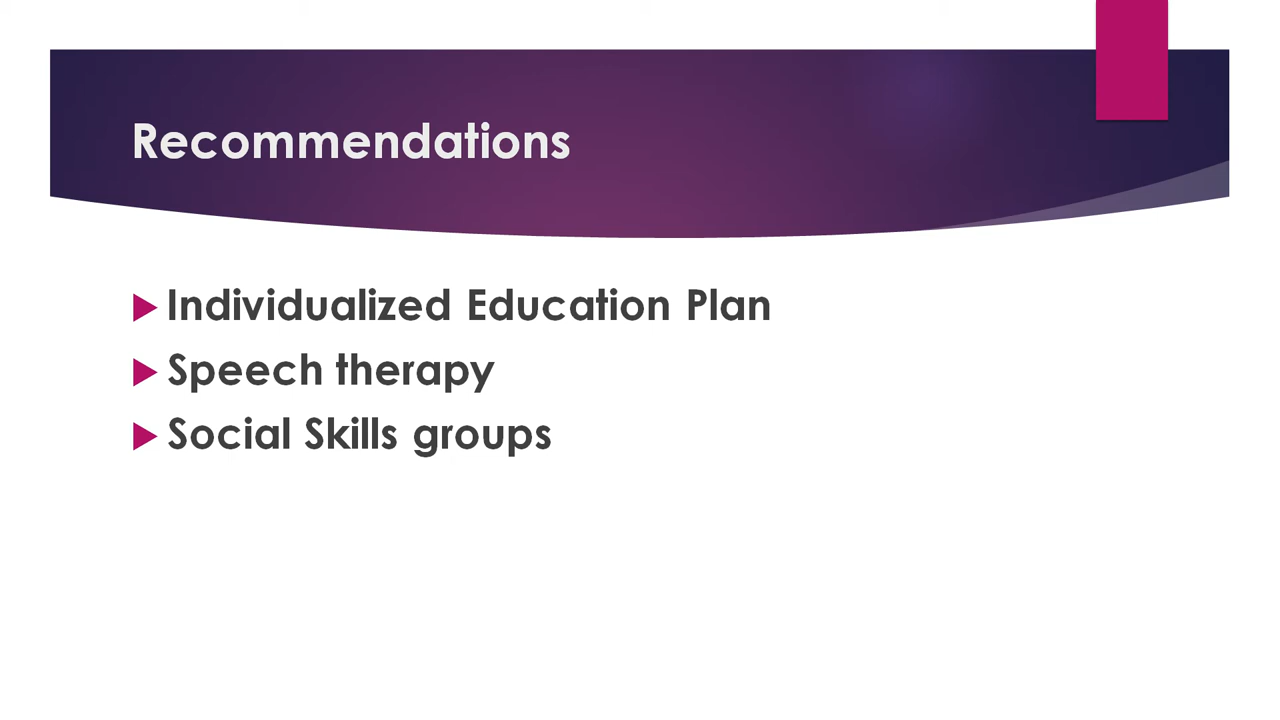 Recommendations
Individualized Education Plan
Speech therapy
Social Skills groups